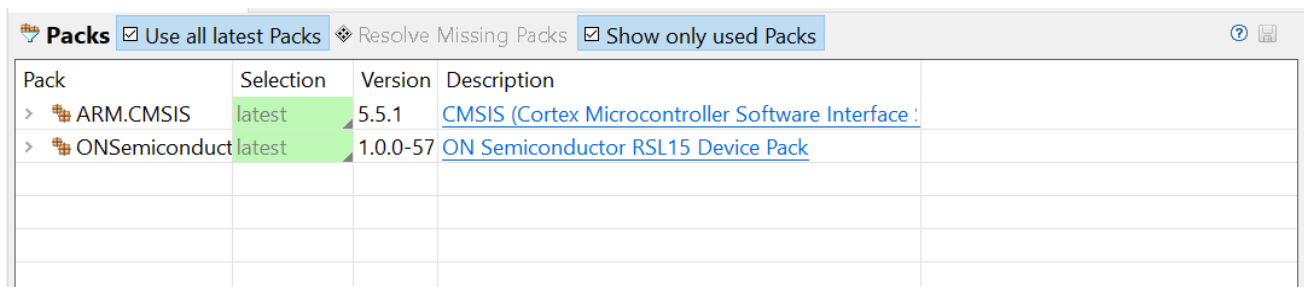 Packs Use all latest Packs Resolve Missing Packs Show only used Packs
Pack Selection Version Description
ARM.CMSIS latest 5.5.1 CMSIS (Cortex Microcontroller Software Interface
ONSemiconduct latest 1.0.0-57 ON Semiconductor RSL15 Device Pack